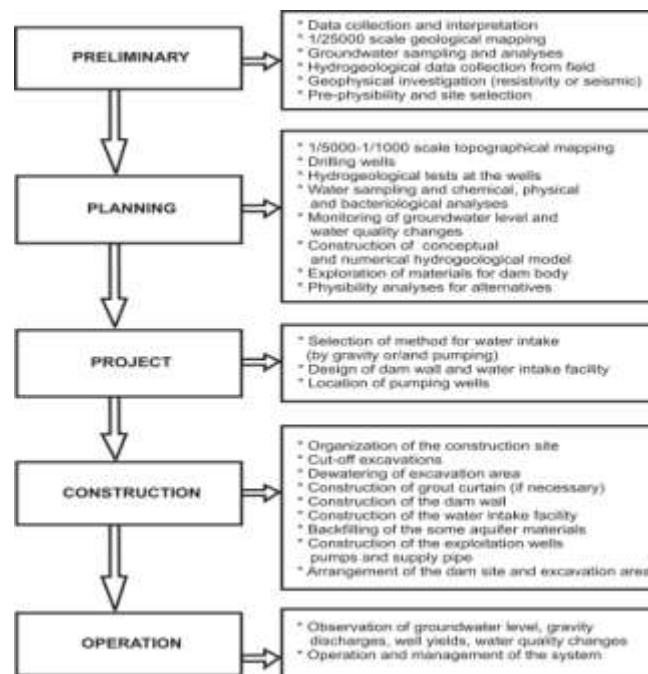 PRELIMINARY
* Data collection and interpretation
* 1/25000 scale geological mapping
* Groundwater sampling and analyses
* Hydrogeological data collection from field
* Geophysical investigation (resistivity or seismic)
* Pre-physibility and site selection
PLANNING
* 1/5000-1/1000 scale topographical mapping
* Drilling wells
* Hydrogeological tests at the wells
* Water sampling and chemical, physical
and bacteriological analyses
* Monitoring of groundwater level and
water quality changes
* Construction of conceptual
and numerical hydrogeological model
* Exploration of materials for dam body
* Physibility analyses for alternatives
PROJECT
* Selection of method for water intake
(by gravity or/and pumping)
* Design of dam wall and water intake facility
* Location of pumping wells
CONSTRUCTION
* Organization of the construction site
* Cut-off excavations
* Dewatering of excavation area
* Construction of grout curtain (if necessary)
* Construction of the dam wall
* Construction of the water intake facility
* Backfilling of the some aquifer materials
* Construction of the exploitation wells
pumps and supply pipe
* Arrangement of the dam site and excavation area
OPERATION
* Observation of groundwater level, gravity
discharges, well yields, water quality changes
* Operation and management of the system